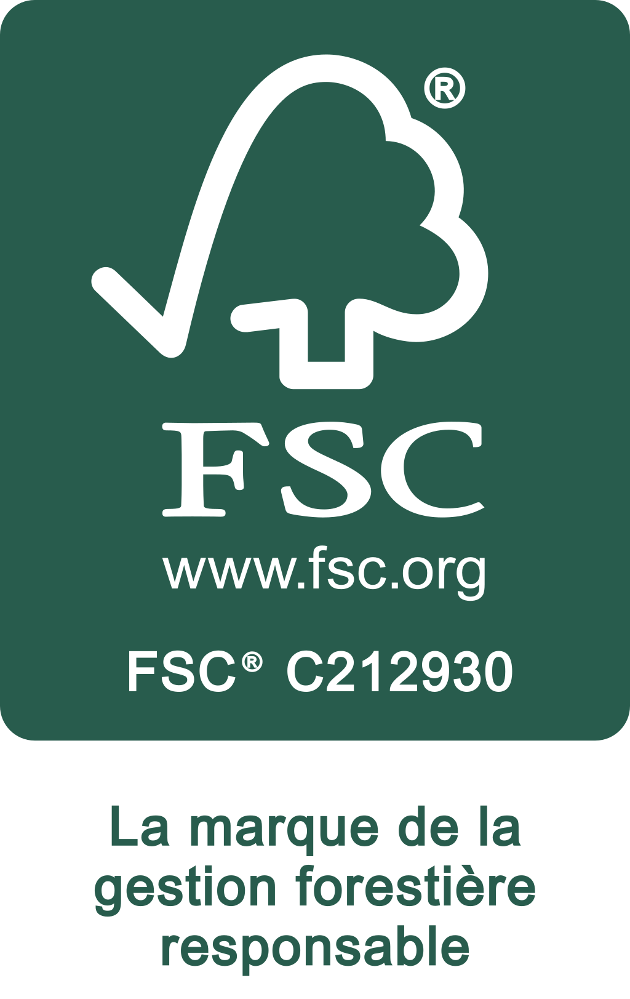 ®
FSC
www.fsc.org
FSC® C212930
La marque de la
gestion forestière
responsable